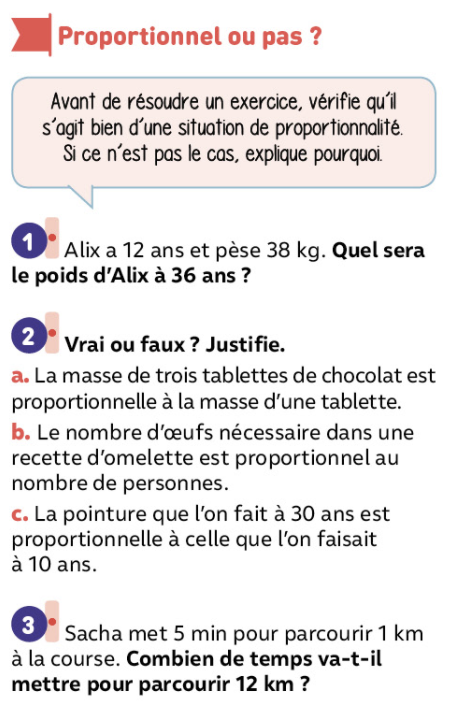 Proportionnel ou pas ?
Avant de résoudre un exercice, vérifie qu'il
s'agit bien d'une situation de proportionnalité.
Si ce n'est pas le cas, explique pourquoi.
1 Alix a 12 ans et pèse 38 kg. Quel sera
le poids d'Alix à 36 ans ?
2 Vrai ou faux ? Justifie.
a. La masse de trois tablettes de chocolat est
proportionnelle à la masse d'une tablette.
b. Le nombre d'œufs nécessaire dans une
recette d'omelette est proportionnel au
nombre de personnes.
c. La pointure que l'on fait à 30 ans est
proportionnelle à celle que l'on faisait
à 10 ans.
3 Sacha met 5 min pour parcourir 1 km
à la course. Combien de temps va-t-il
mettre pour parcourir 12 km ?